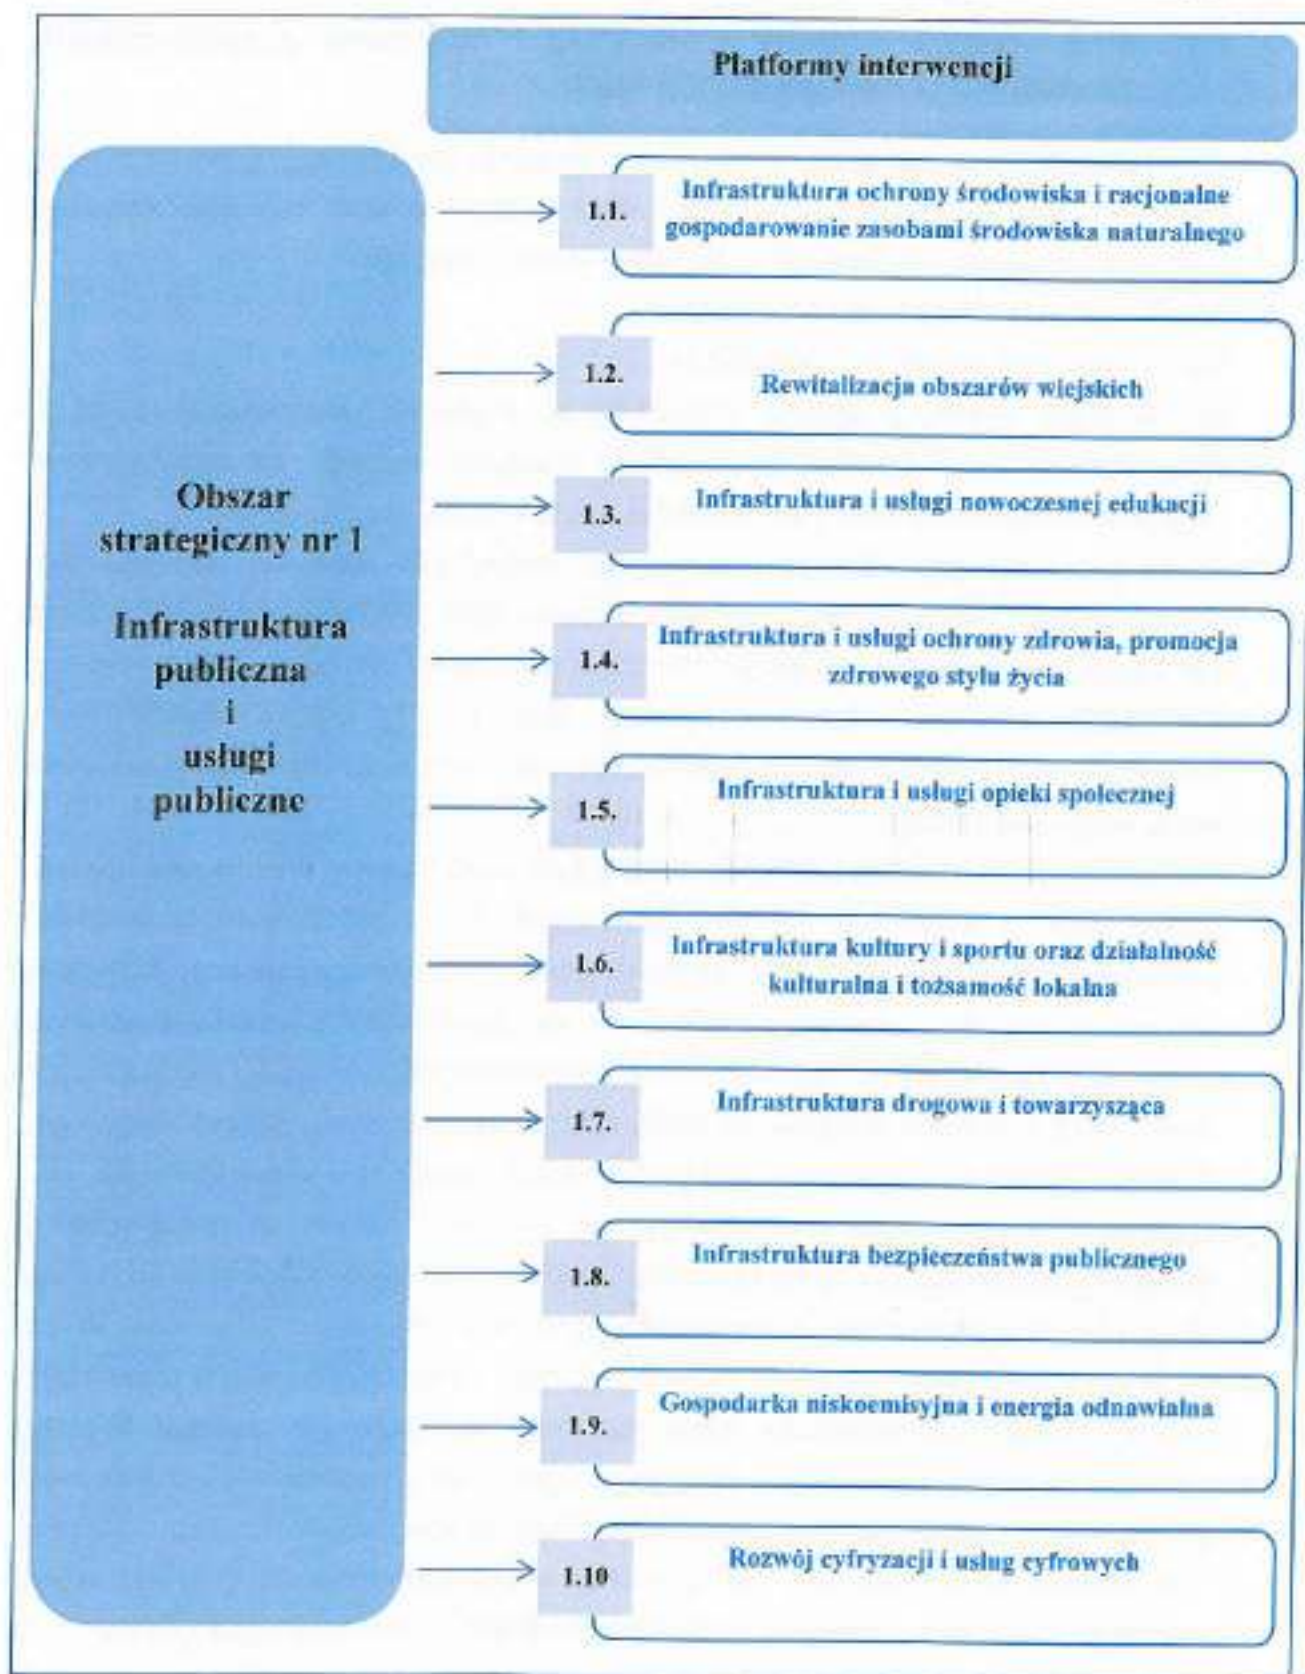 Platformy interwencji
Obszar
strategiczny nr 1
Infrastruktura
publiczna
i
usługi
publiczne
1.1.
Infrastruktura ochrony środowiska i racjonalne
gospodarowanie zasobami środowiska naturalnego
1.2.
Rewitalizacja obszarów wiejskich
1.3.
Infrastruktura i usługi nowoczesnej edukacji
1.4.
Infrastruktura i usługi ochrony zdrowia, promocja
zdrowego stylu życia
1.5.
Infrastruktura i usługi opieki społecznej
1.6.
Infrastruktura kultury i sportu oraz działalność
kulturalna i tożsamość lokalna
1.7.
Infrastruktura drogowa i towarzysząca
1.8.
Infrastruktura bezpieczeństwa publicznego
1.9.
Gospodarka niskoemisyjna i energia odnawialna
1.10
Rozwój cyfryzacji i usług cyfrowych